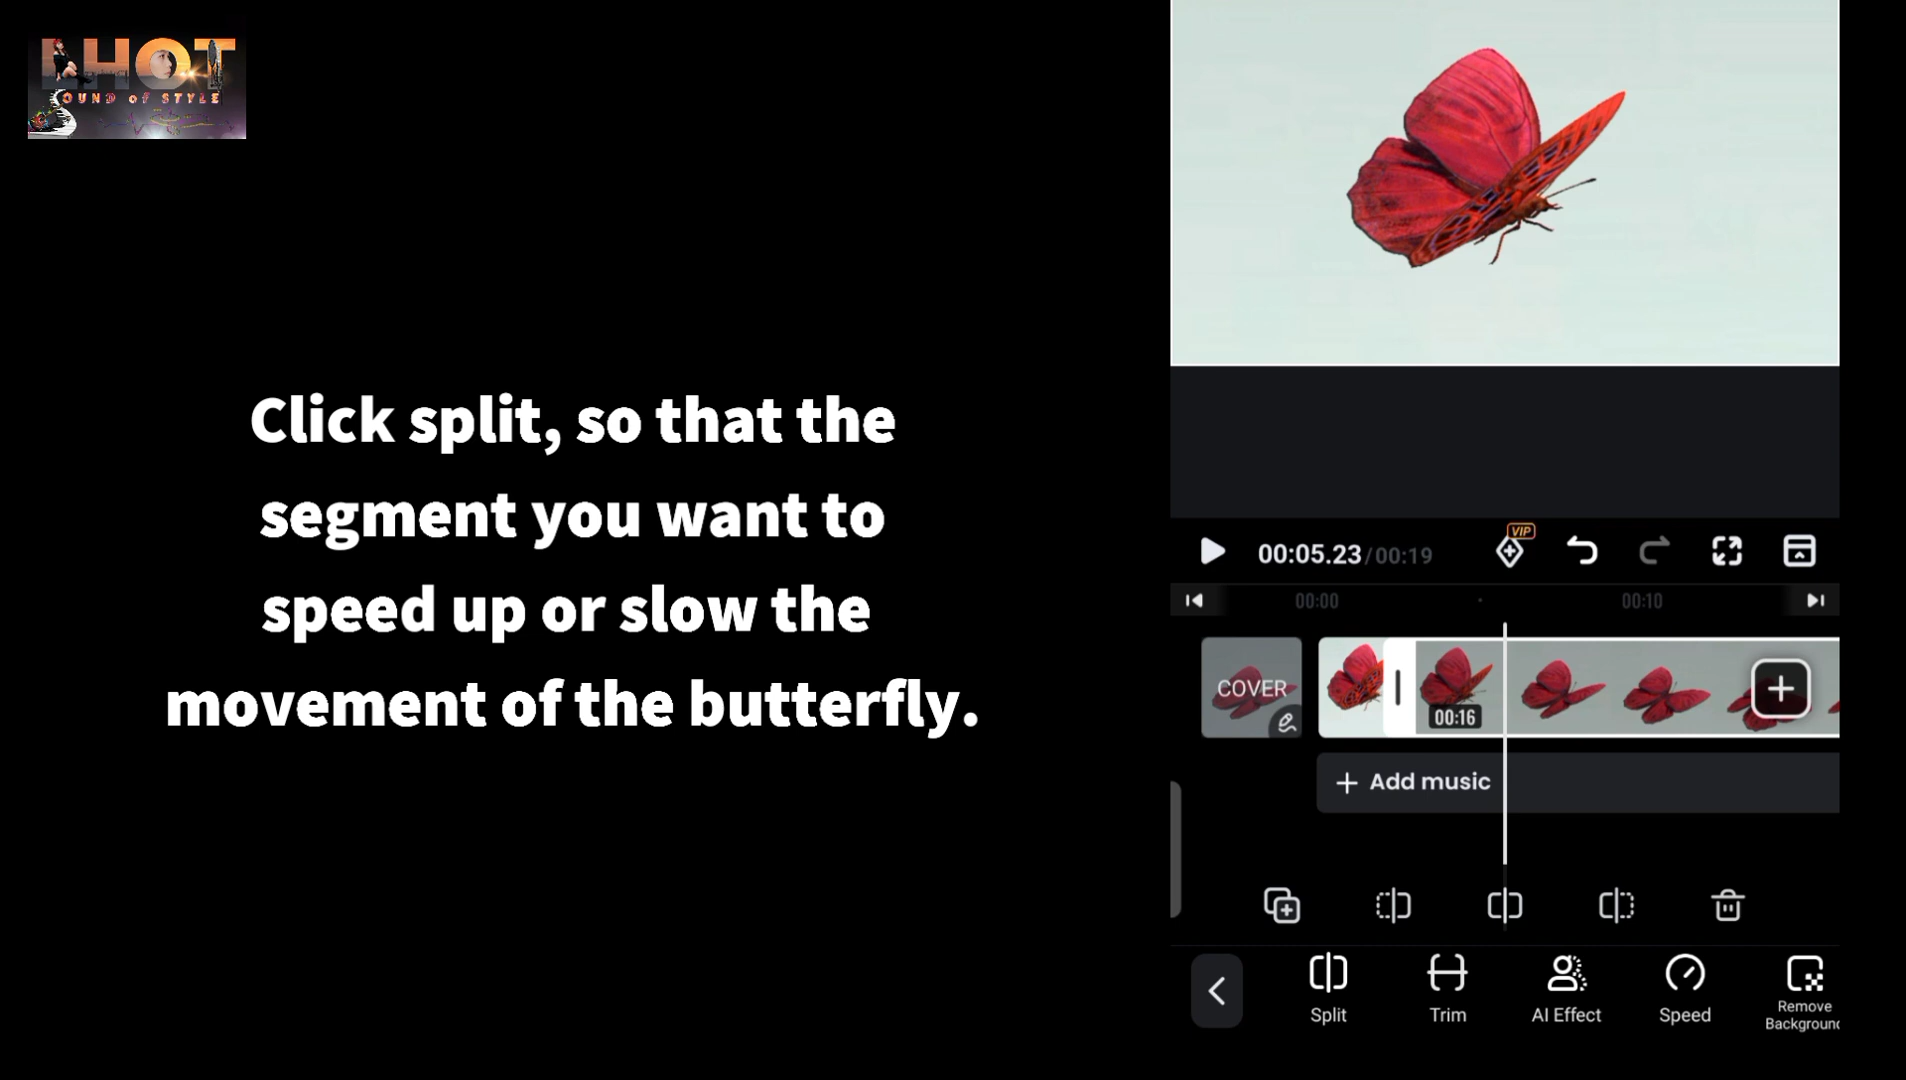 LHOT
SOUND of STYLE
Click split, so that the
segment you want to
speed up or slow the
movement of the butterfly.
VIP
00:05.23/00:19
00:00
00:10
COVER
00:16
+ Add music
Split
Trim
AI Effect
Speed
Remove
Background